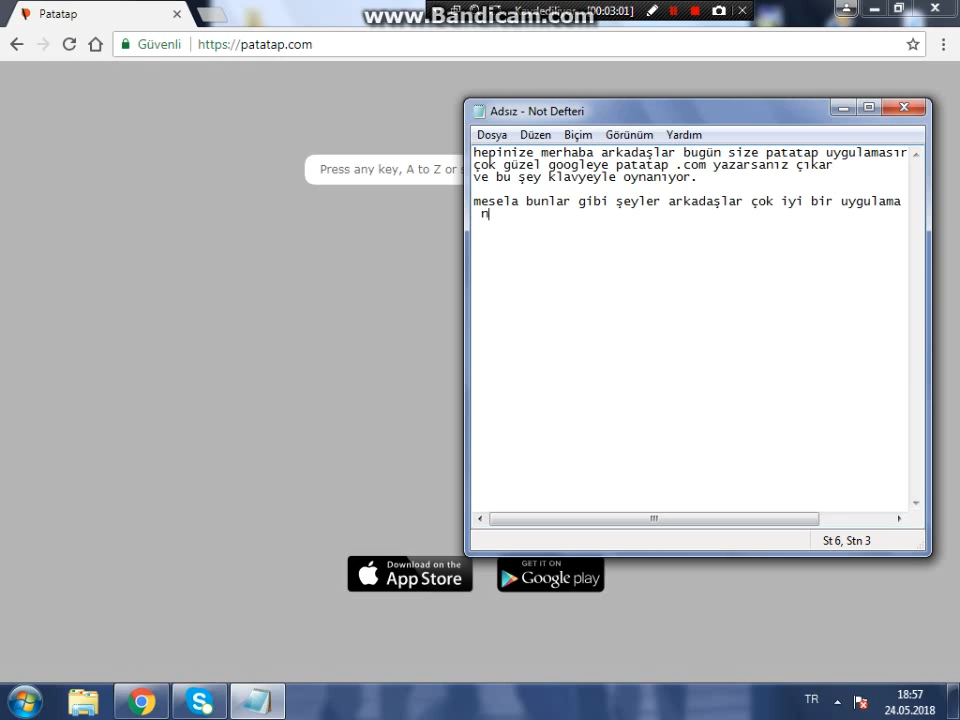 Patatap
www.Bandicam.com
[00:03:01]
Güvenli
https://patatap.com
Adsız - Not Defteri
Dosya Düzen Biçim Görünüm Yardım
Press any key, A to Z or
hepinize merhaba arkadaşlar bugün size patatap uygulamasır
çok güzel googleye patatap .com yazarsanız çıkar
ve bu şey klavyeyle oynanıyor.
mesela bunlar gibi şeyler arkadaşlar çok iyi bir uygulama
n
St 6, Stn 3
Download on the
App Store
GET IT ON
Google play
TR
18:57
24.05.2018